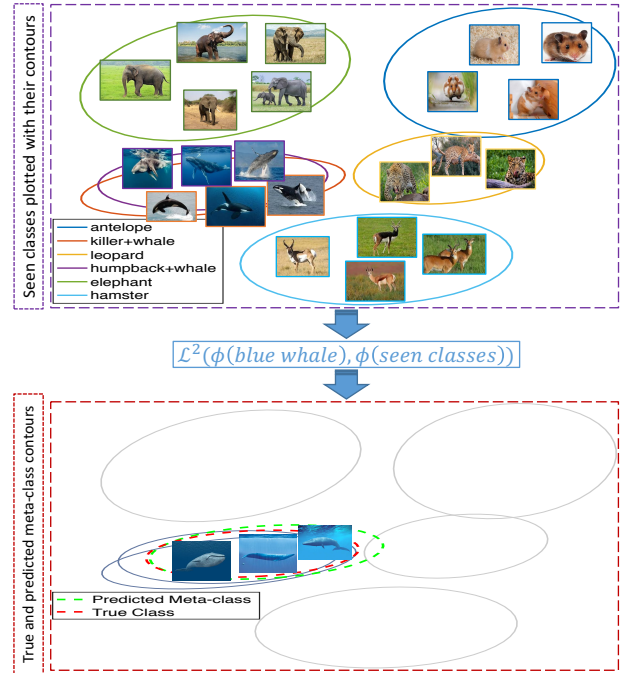 Seen classes plotted with their contours
antelope
killer+whale
leopard
humpback+whale
elephant
hamster
ℒ²(ϕ(blue whale), ϕ(seen classes))
True and predicted meta-class contours
Predicted Meta-class
True Class